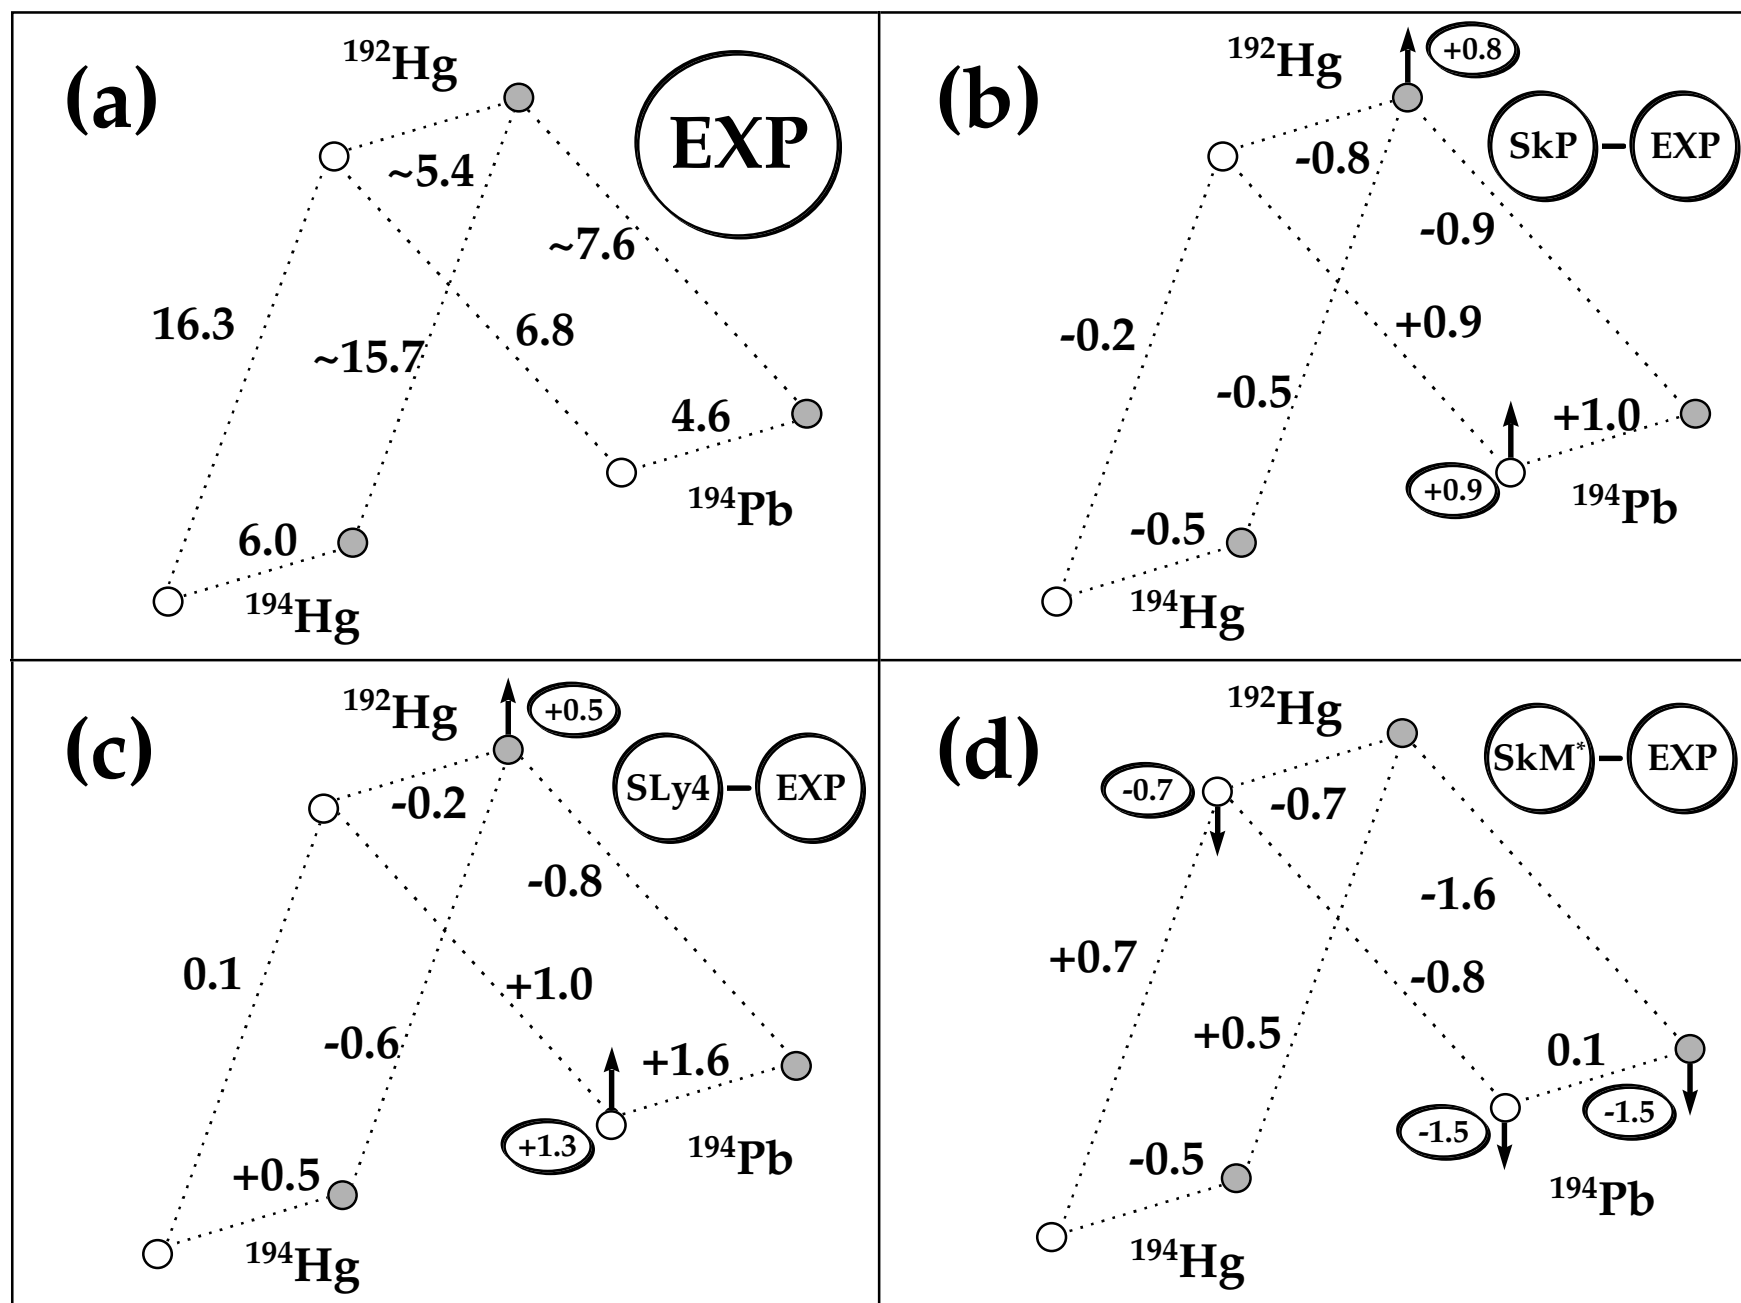 (a)
¹⁹²Hg
EXP
~5.4
~7.6
16.3
~15.7
6.8
4.6
¹⁹⁴Pb
6.0
¹⁹⁴Hg
(b)
¹⁹²Hg
+0.8
SkP – EXP
-0.8
-0.9
-0.2
+0.9
-0.5
+1.0
+0.9
¹⁹⁴Pb
-0.5
¹⁹⁴Hg
(c)
¹⁹²Hg
+0.5
SLy4 – EXP
-0.2
-0.8
0.1
+1.0
-0.6
+1.6
+1.3
¹⁹⁴Pb
+0.5
¹⁹⁴Hg
(d)
¹⁹²Hg
SkM* – EXP
-0.7
-0.7
-1.6
+0.7
-0.8
+0.5
0.1
-1.5
-1.5
-0.5
¹⁹⁴Pb
¹⁹⁴Hg